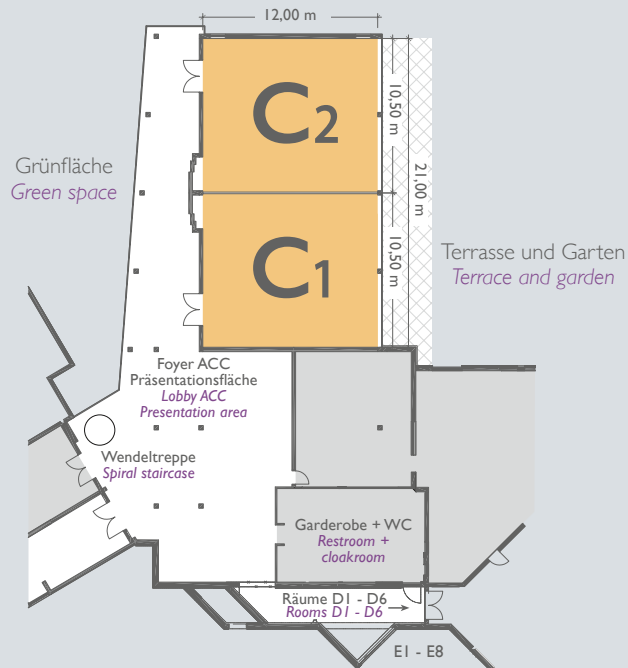 12,00 m
C2
10,50 m
21,00 m
Grünfläche
Green space
C1
10,50 m
Terrasse und Garten
Terrace and garden
Foyer ACC
Präsentationsfläche
Lobby ACC
Presentation area
Wendeltreppe
Spiral staircase
Garderobe + WC
Restroom +
cloakroom
Räume D1 - D6
Rooms D1 - D6
E1 - E8